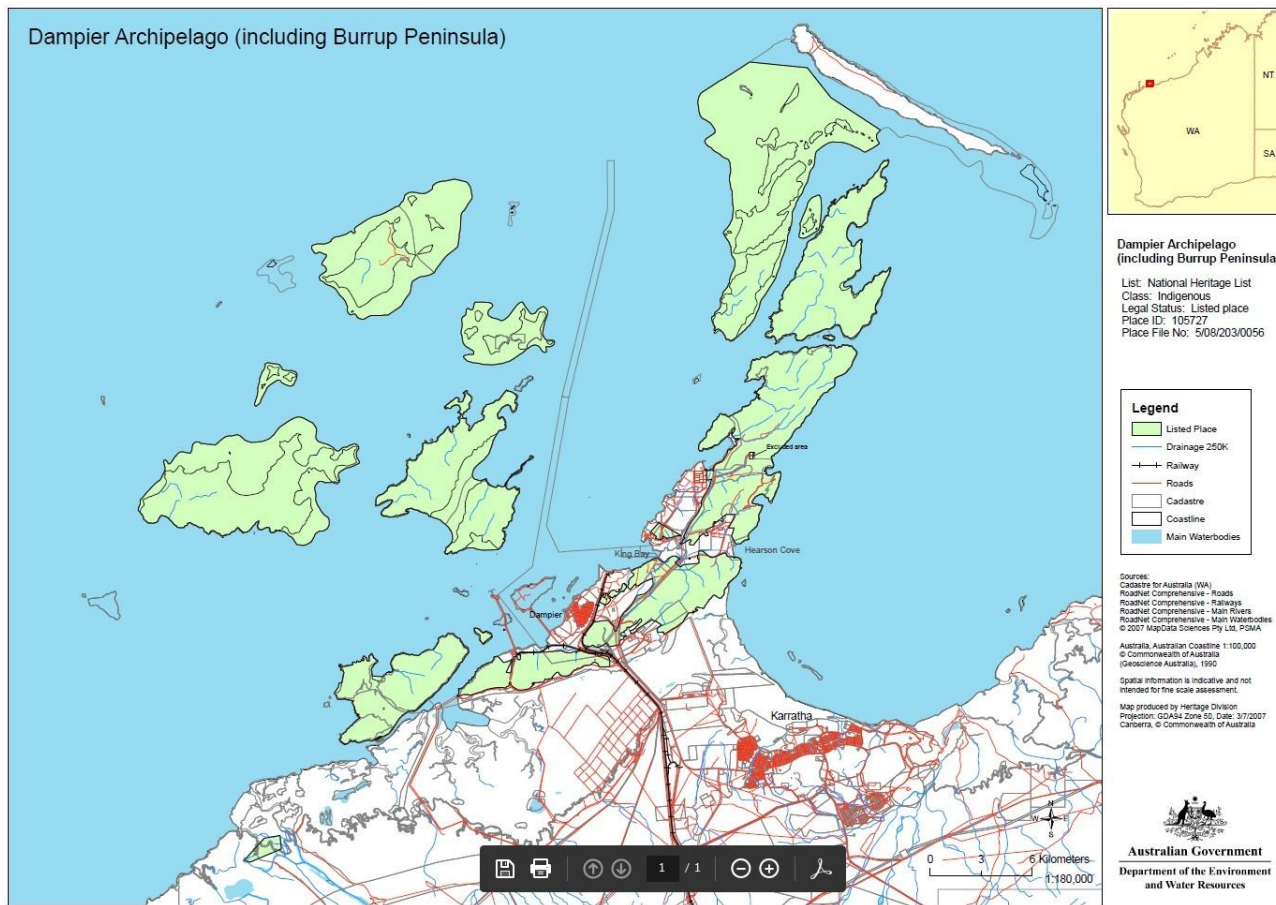 Dampier Archipelago (including Burrup Peninsula)
Excluded area
King Bay
Hearson Cove
Dampier
Karratha
N
W
E
S
0
3
6 Kilometers
1:180,000
1
/ 1
NT
WA
SA
Dampier Archipelago
(including Burrup Peninsula
List: National Heritage List
Class: Indigenous
Legal Status: Listed place
Place ID: 105727
Place File No: 5/08/203/0056
Legend
Listed Place
Drainage 250K
Railway
Roads
Cadastre
Coastline
Main Waterbodies
Sources:
Cadastre for Australia (WA)
RoadNet Comprehensive - Roads
RoadNet Comprehensive - Railways
RoadNet Comprehensive - Main Rivers
RoadNet Comprehensive - Main Waterbodies
© 2007 MapData Sciences Pty Ltd, PSMA
Australia, Australian Coastline 1:100,000
© Commonwealth of Australia
(Geoscience Australia), 1990
Spatial information is indicative and not
intended for fine scale assessment.
Map produced by Heritage Division
Projection: GDA94 Zone 50, Date: 3/7/2007
Canberra, © Commonwealth of Australia
Australian Government
Department of the Environment
and Water Resources